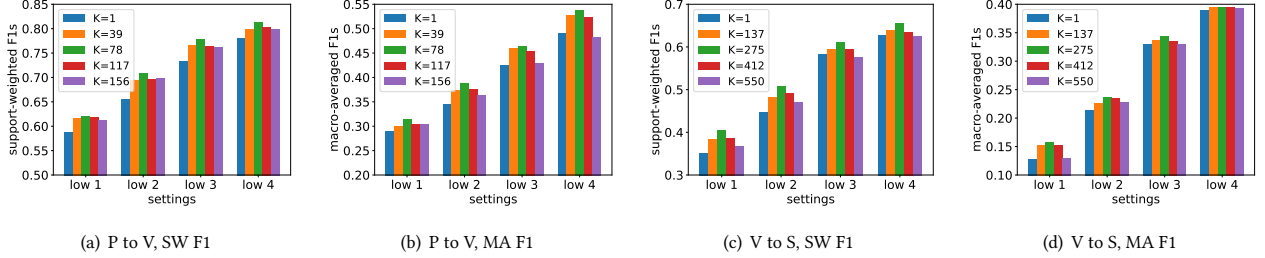 support-weighted F1s
0.85
0.80
0.75
0.70
0.65
0.60
0.55
0.50
K=1
K=39
K=78
K=117
K=156
low 1 low 2 low 3 low 4
settings
(a) P to V, SW F1
macro-averaged F1s
0.55
0.50
0.45
0.40
0.35
0.30
0.25
0.20
K=1
K=39
K=78
K=117
K=156
low 1 low 2 low 3 low 4
settings
(b) P to V, MA F1
support-weighted F1s
0.7
0.6
0.5
0.4
0.3
K=1
K=137
K=275
K=412
K=550
low 1 low 2 low 3 low 4
settings
(c) V to S, SW F1
macro-averaged F1s
0.40
0.35
0.30
0.25
0.20
0.15
0.10
K=1
K=137
K=275
K=412
K=550
low 1 low 2 low 3 low 4
settings
(d) V to S, MA F1